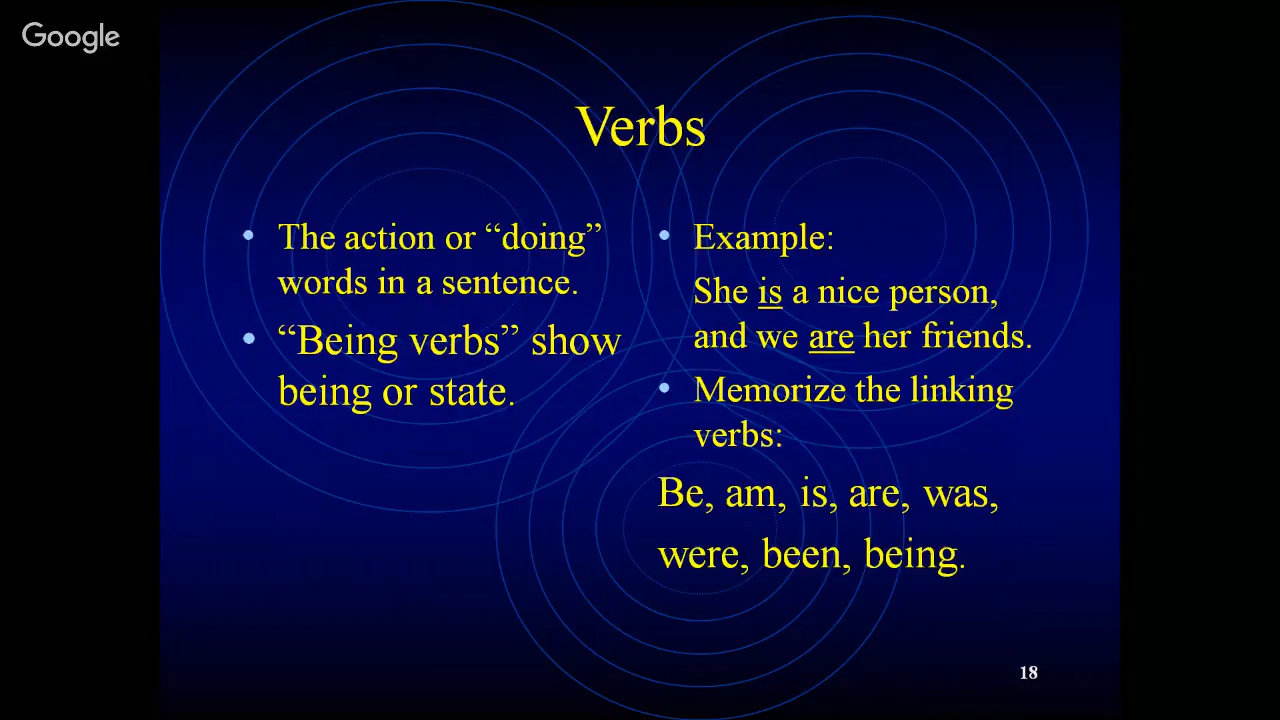 Google
Verbs
• The action or “doing”
words in a sentence.
• “Being verbs” show
being or state.
• Example:
She is a nice person,
and we are her friends.
• Memorize the linking
verbs:
Be, am, is, are, was,
were, been, being.
18